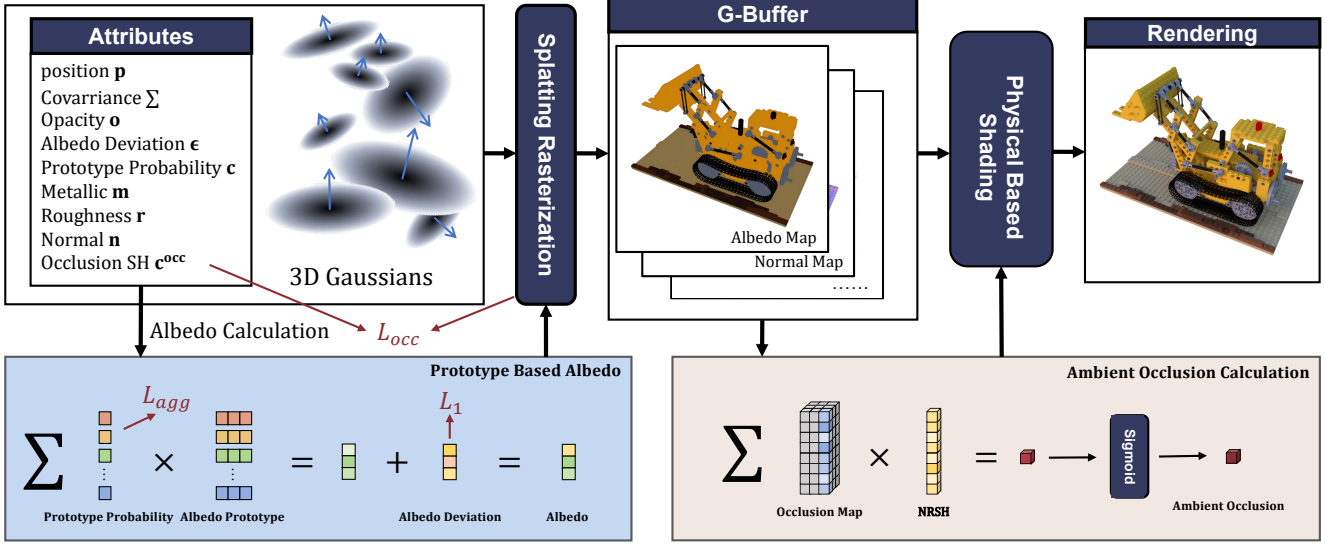 Attributes
position p
Covarriance ∑
Opacity o
Albedo Deviation ϵ
Prototype Probability c
Metallic m
Roughness r
Normal n
Occlusion SH c^occ
3D Gaussians
Splatting Rasterization
G-Buffer
Albedo Map
Normal Map
......
Physical Based
Shading
Rendering
Albedo Calculation
L_occ
Prototype Based Albedo
L_agg
L_1
∑ × = + =
Prototype Probability
Albedo Prototype
Albedo Deviation
Albedo
Ambient Occlusion Calculation
∑ × =
Sigmoid
Occlusion Map
NRSH
Ambient Occlusion